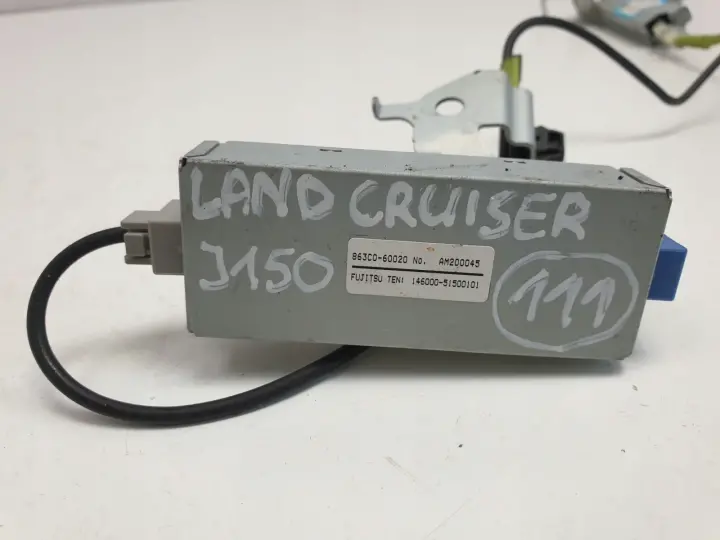 LAND CRUISER
J150
863C0-60020 No. AM200045
FUJITSU TEN! 146000-51500101
111